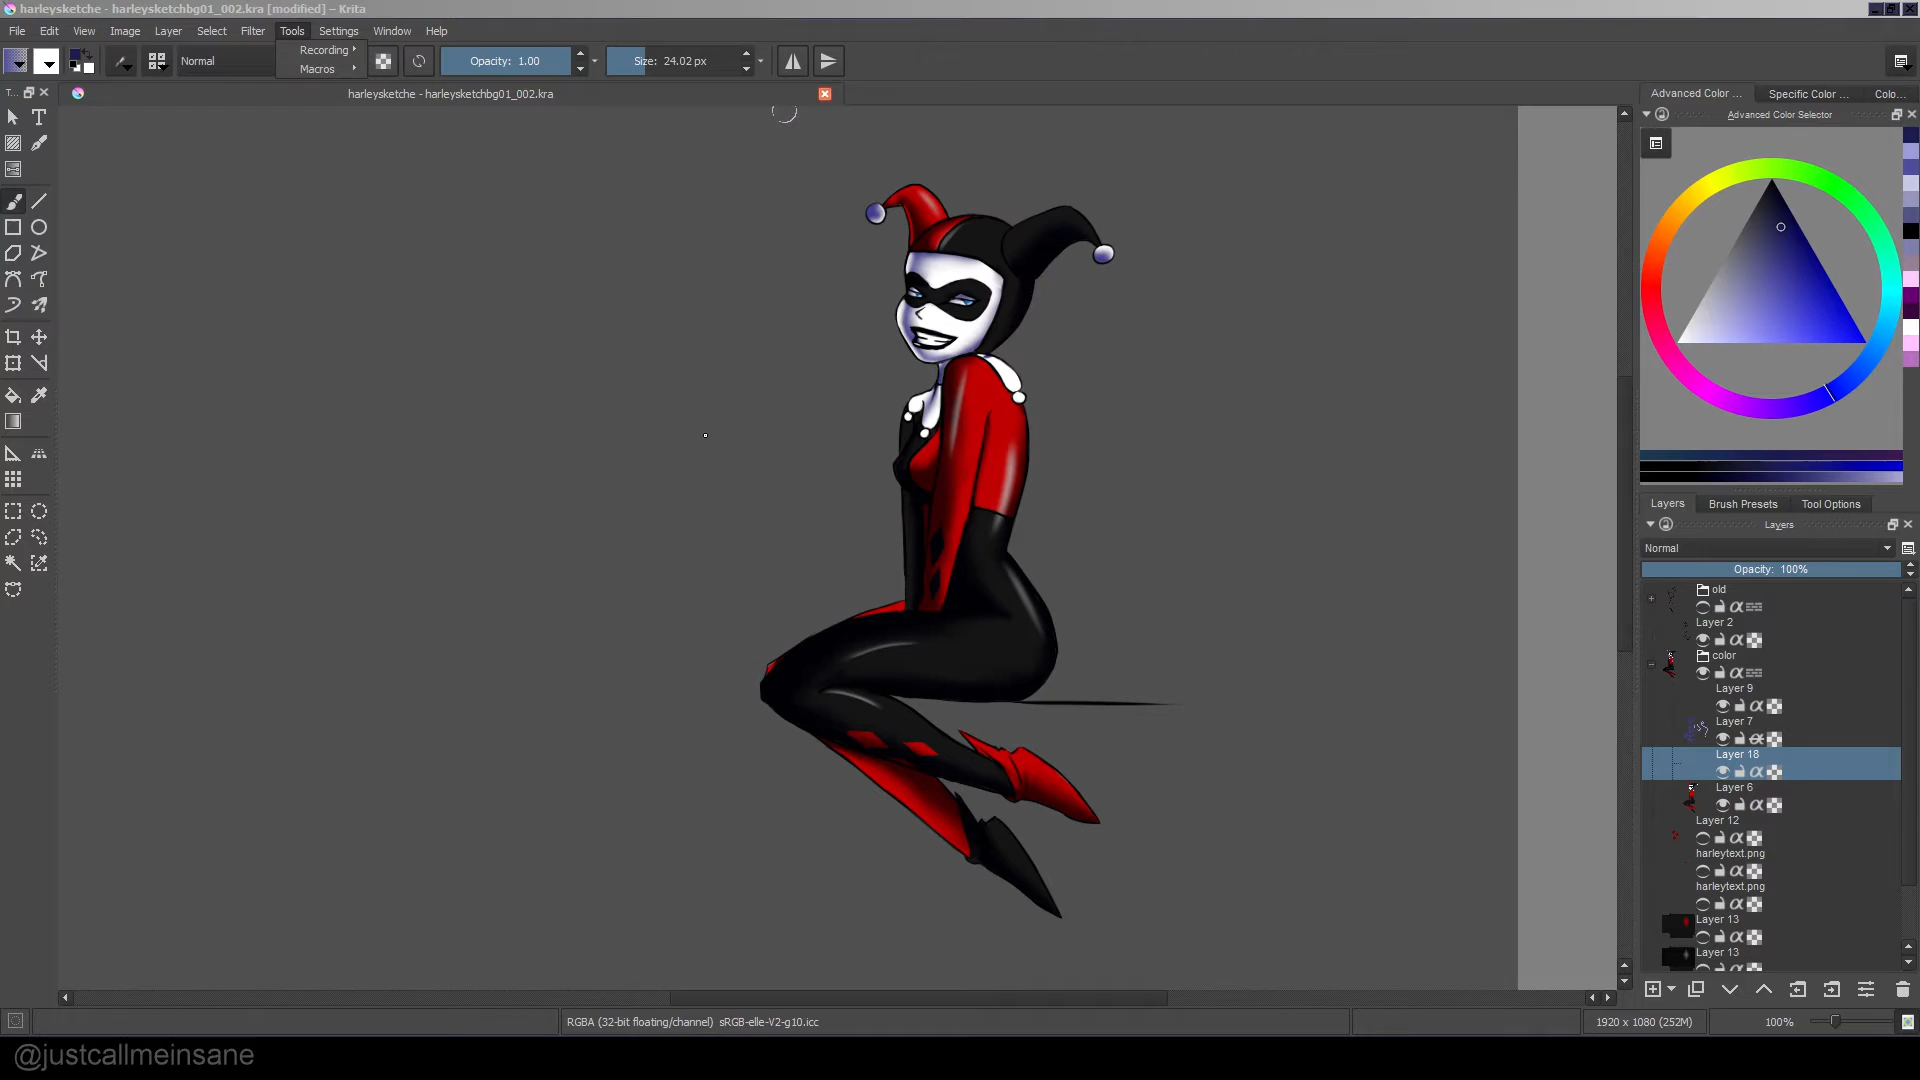 harleysketche - harleysketchbg01_002.kra [modified] – Krita
File Edit View Image Layer Select Filter Tools Settings Window Help
Recording
Macros
Normal
Opacity: 1.00
Size: 24.02 px
T...
harleysketche - harleysketchbg01_002.kra
Advanced Color ... Specific Color ... Colo...
Advanced Color Selector
Layers Brush Presets Tool Options
Layers
Normal
Opacity: 100%
old
Layer 2
color
Layer 9
Layer 7
Layer 18
Layer 6
Layer 12
harleytext.png
harleytext.png
Layer 13
Layer 13
RGBA (32-bit floating/channel) sRGB-elle-V2-g10.icc
1920 x 1080 (252M)
100%
@justcallmeinsane